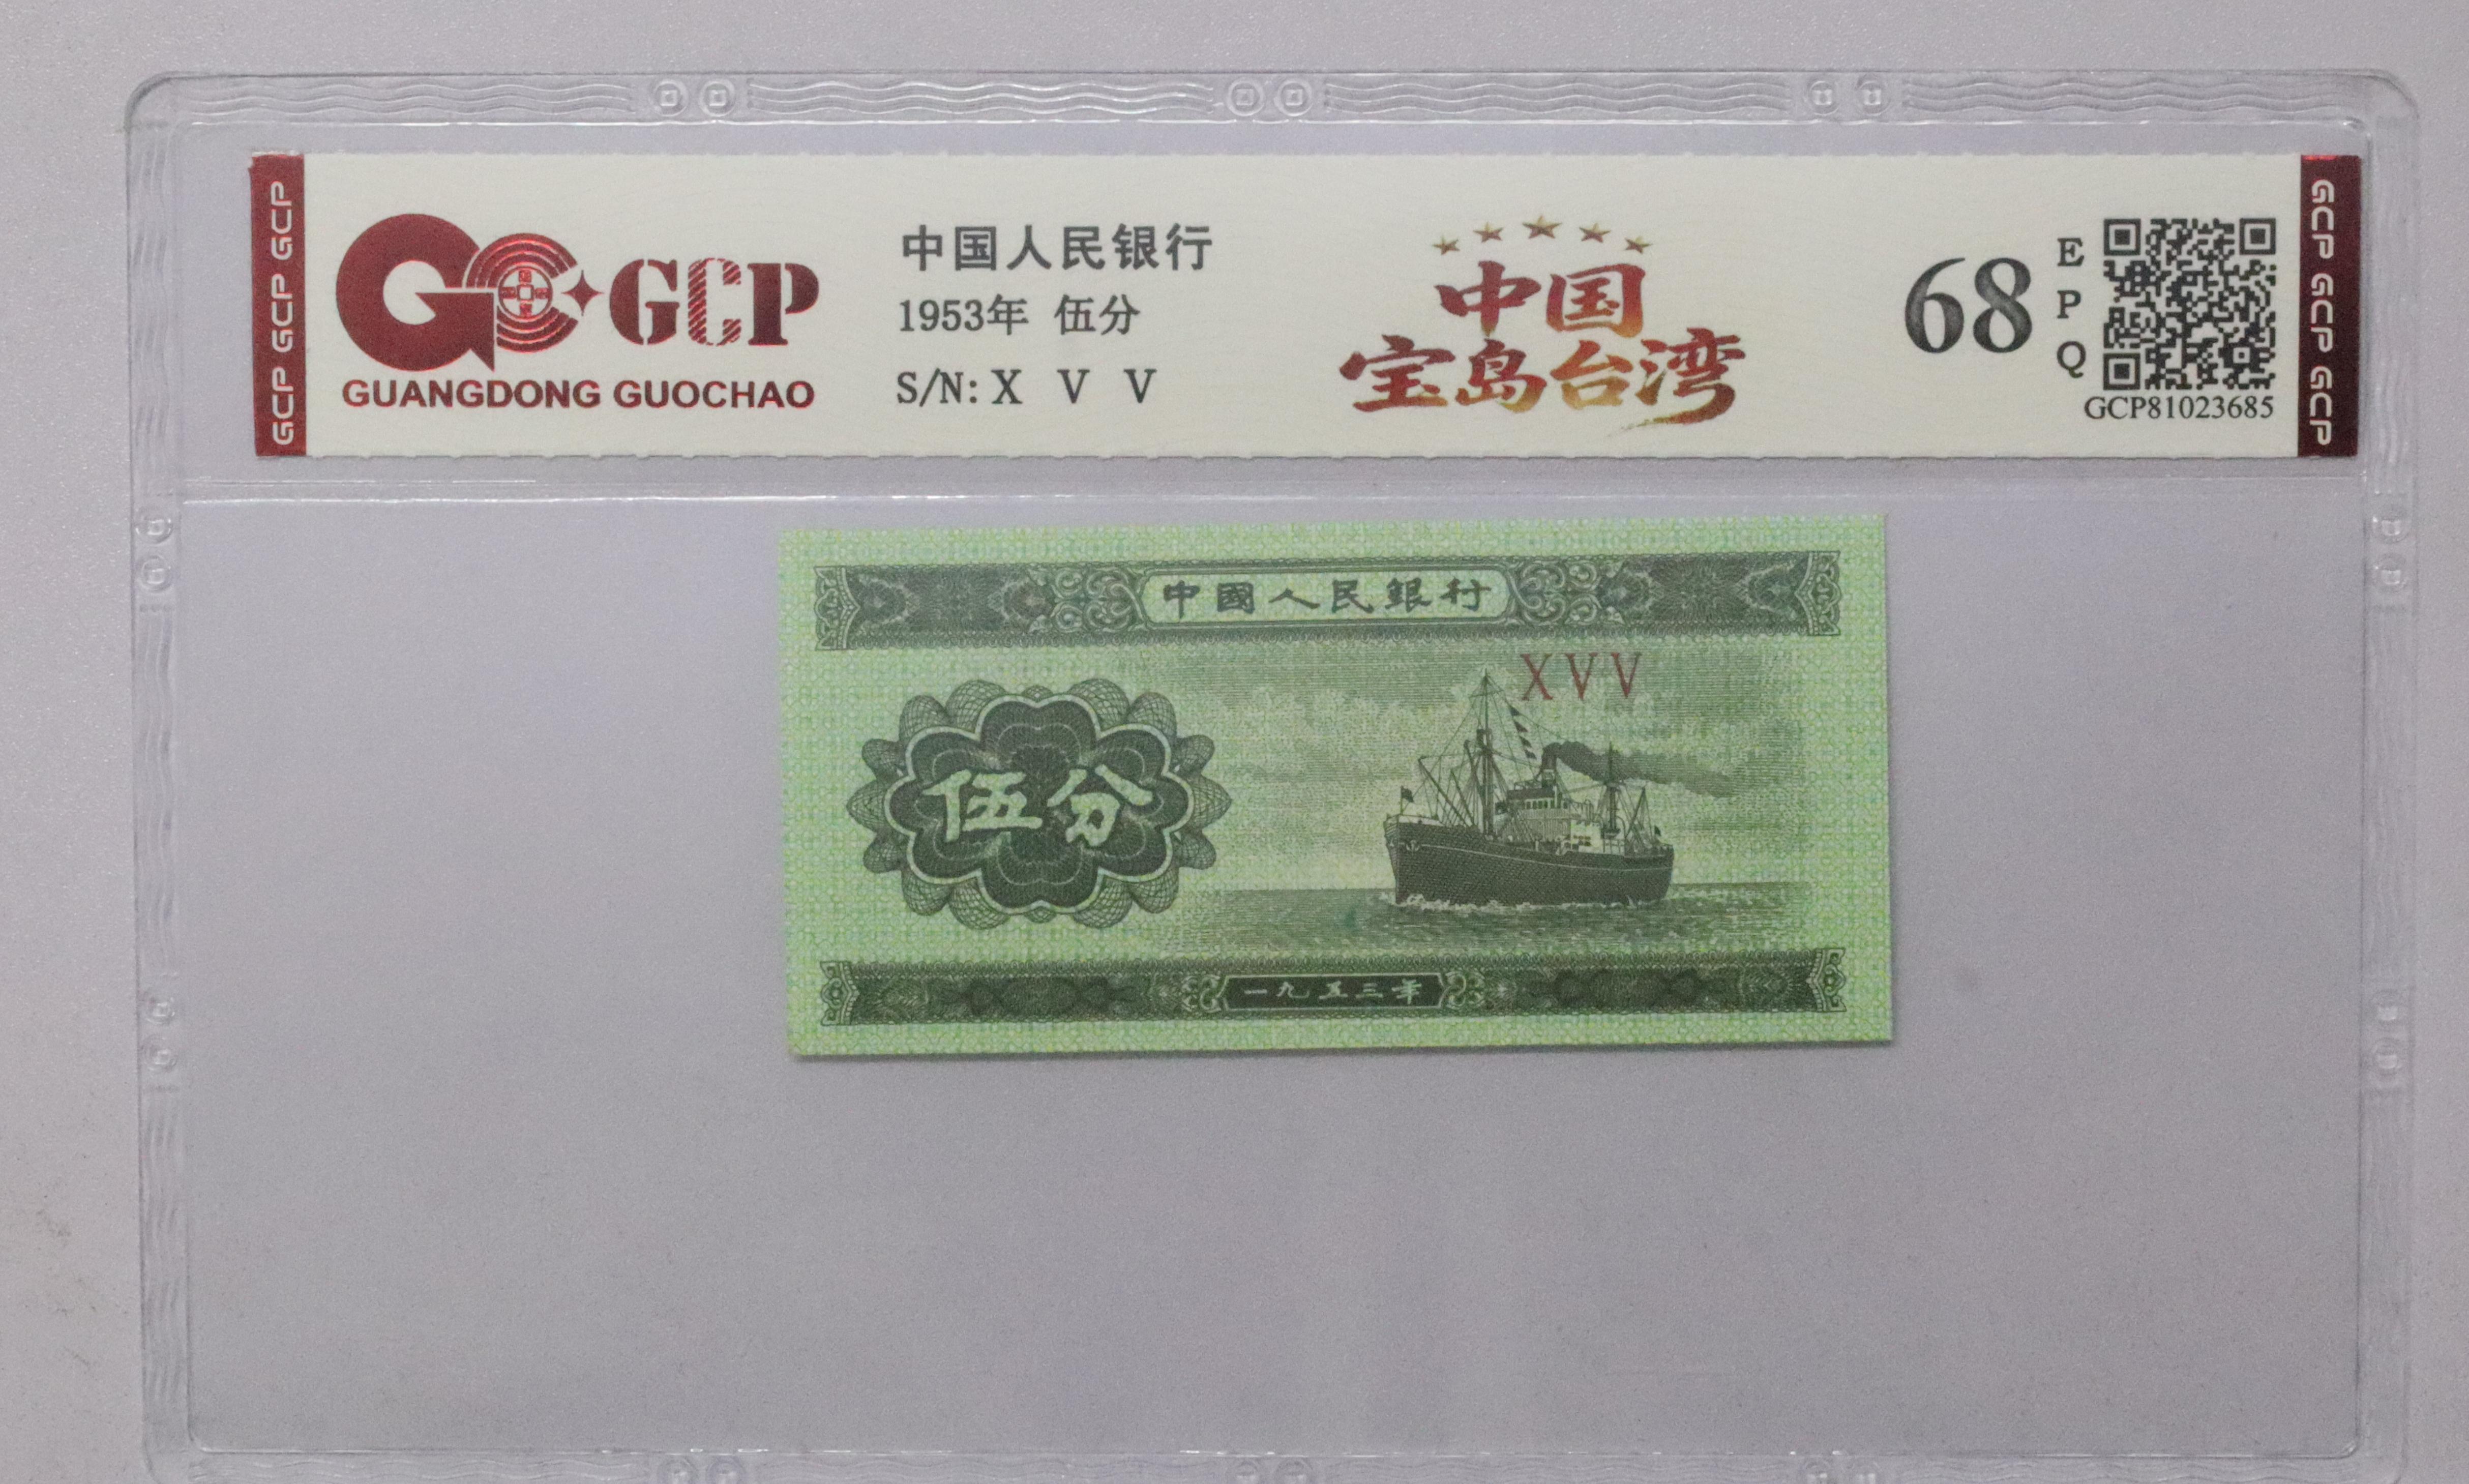 GCP GCP GCP
GCP
GUANGDONG GUOCHAO
中国人民银行
1953年 伍分
S/N: X V V
中国
宝岛台湾
68
E
P
Q
GCP81023685
GCP GCP GCP
中國人民銀行
XVV
伍分
一九五三年